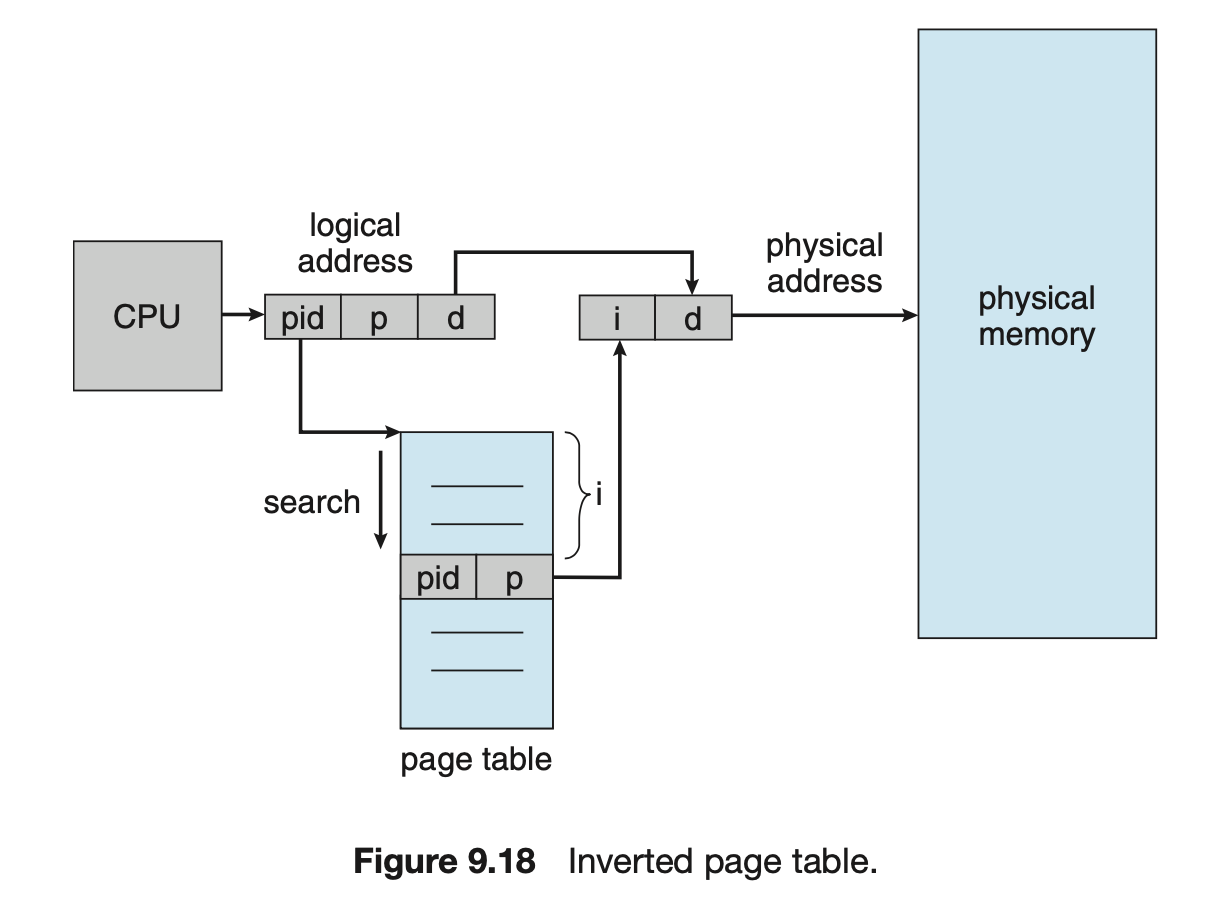 logical
address
physical
address
CPU
pid
p
d
i
d
physical
memory
search
i
pid
p
page table
Figure 9.18 Inverted page table.